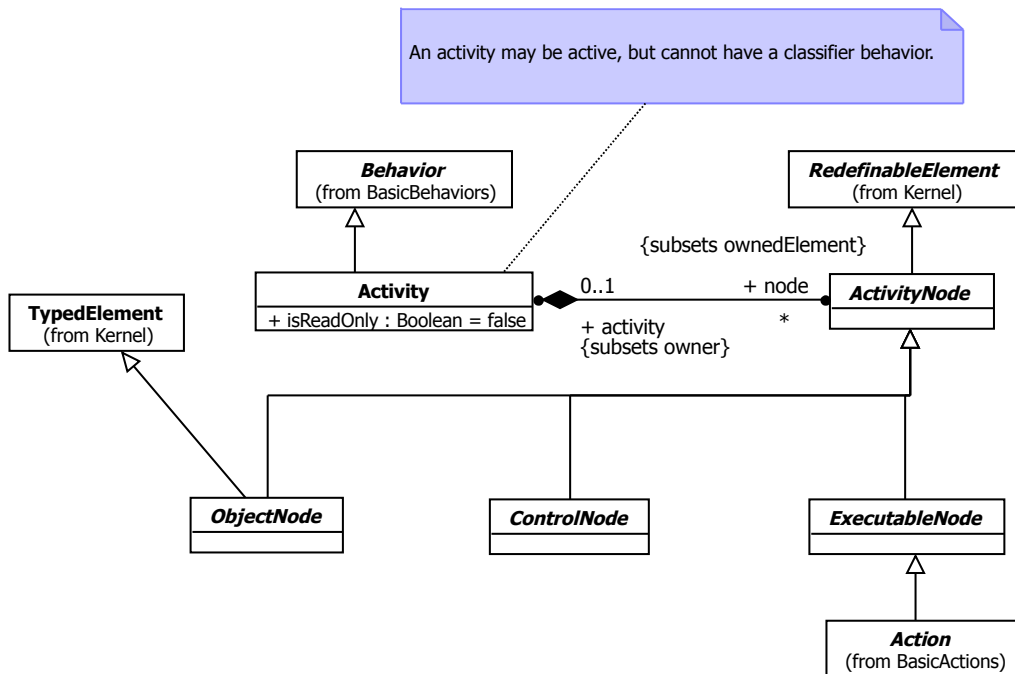 An activity may be active, but cannot have a classifier behavior.
Behavior
(from BasicBehaviors)
RedefinableElement
(from Kernel)
{subsets ownedElement}
Activity
+ isReadOnly : Boolean = false
0..1
+ node
ActivityNode
*
+ activity
{subsets owner}
TypedElement
(from Kernel)
ObjectNode
ControlNode
ExecutableNode
Action
(from BasicActions)